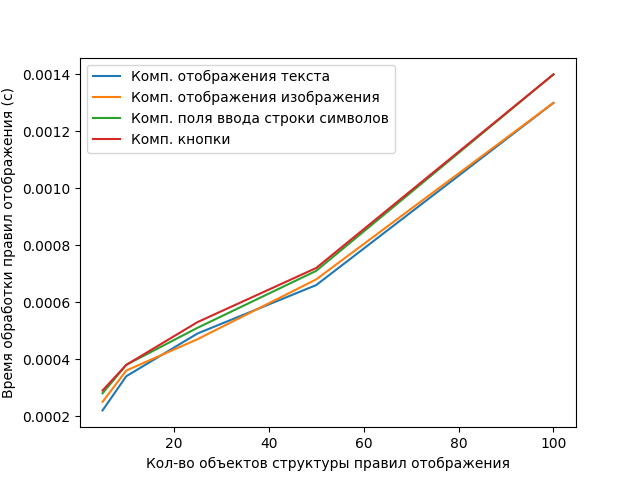 Комп. отображения текста
Комп. отображения изображения
Комп. поля ввода строки символов
Комп. кнопки
0.0014
0.0012
0.0010
0.0008
0.0006
0.0004
0.0002
Время обработки правил отображения (с)
20 40 60 80 100
Кол-во объектов структуры правил отображения